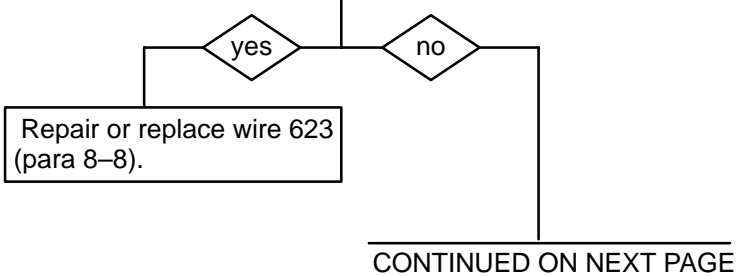 yes
no
Repair or replace wire 623
(para 8–8).
CONTINUED ON NEXT PAGE